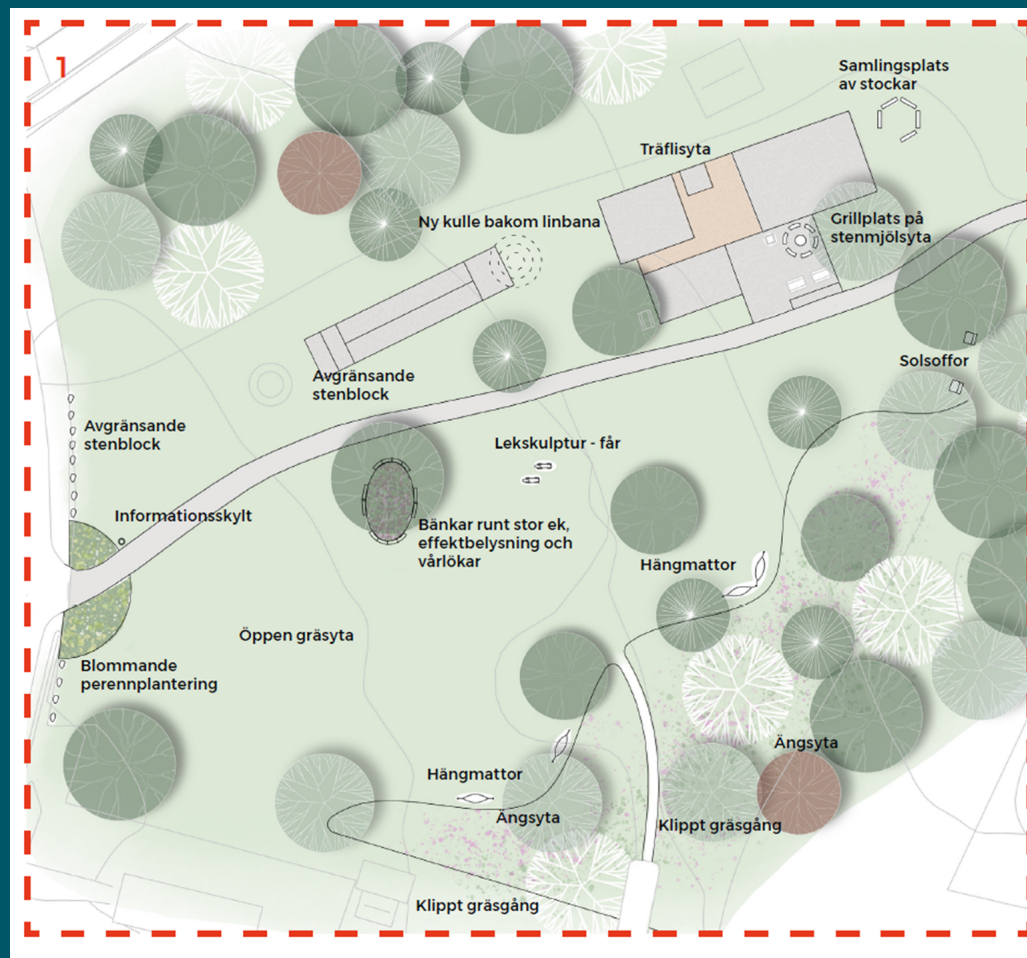 1
Samlingsplats
av stockar
Träflisyta
Ny kulle bakom linbana
Grillplats på
stenmjölsyta
Solsoffor
Avgränsande
stenblock
Avgränsande
stenblock
Lekskulptur - får
Informationsskylt
Bänkar runt stor ek,
effektbelysning och
vårlökar
Hängmattor
Öppen gräsyta
Blommande
perennplantering
Ängsyta
Hängmattor
Ängsyta
Klippt gräsgång
Klippt gräsgång